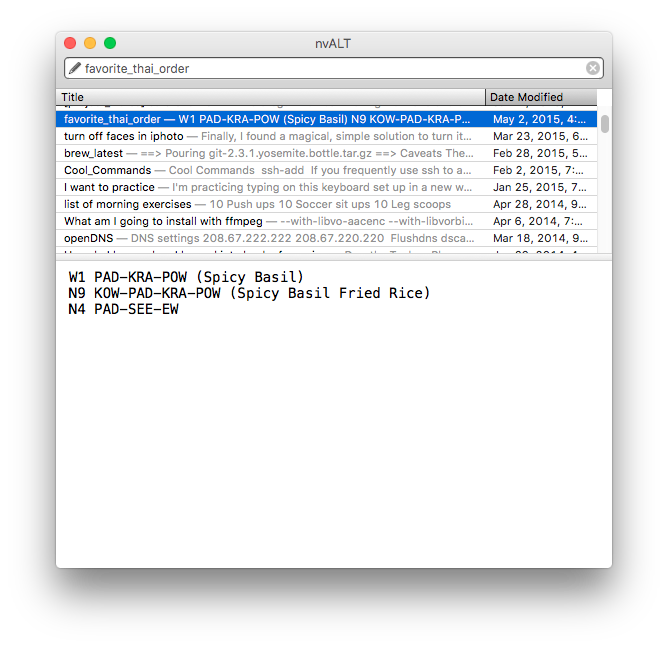 nvALT
favorite_thai_order
Title Date Modified
favorite_thai_order — W1 PAD-KRA-POW (Spicy Basil) N9 KOW-PAD-KRA-P... May 2, 2015, 4:...
turn off faces in iphoto — Finally, I found a magical, simple solution to turn it... Mar 23, 2015, 6...
brew_latest — ==> Pouring git-2.3.1.yosemite.bottle.tar.gz ==> Caveats The... Feb 28, 2015, 5...
Cool_Commands — Cool Commands ssh-add If you frequently use ssh to a... Feb 2, 2015, 7:...
I want to practice — I'm practicing typing on this keyboard set up in a new w... Jan 25, 2015, 7...
list of morning exercises — 10 Push ups 10 Soccer sit ups 10 Leg scoops Apr 28, 2014, 9...
What am I going to install with ffmpeg — --with-libvo-aacenc --with-libvorbi... Apr 6, 2014, 7:...
openDNS — DNS settings 208.67.222.222 208.67.220.220 Flushdns dsca... Mar 18, 2014, 9...
W1 PAD-KRA-POW (Spicy Basil)
N9 KOW-PAD-KRA-POW (Spicy Basil Fried Rice)
N4 PAD-SEE-EW